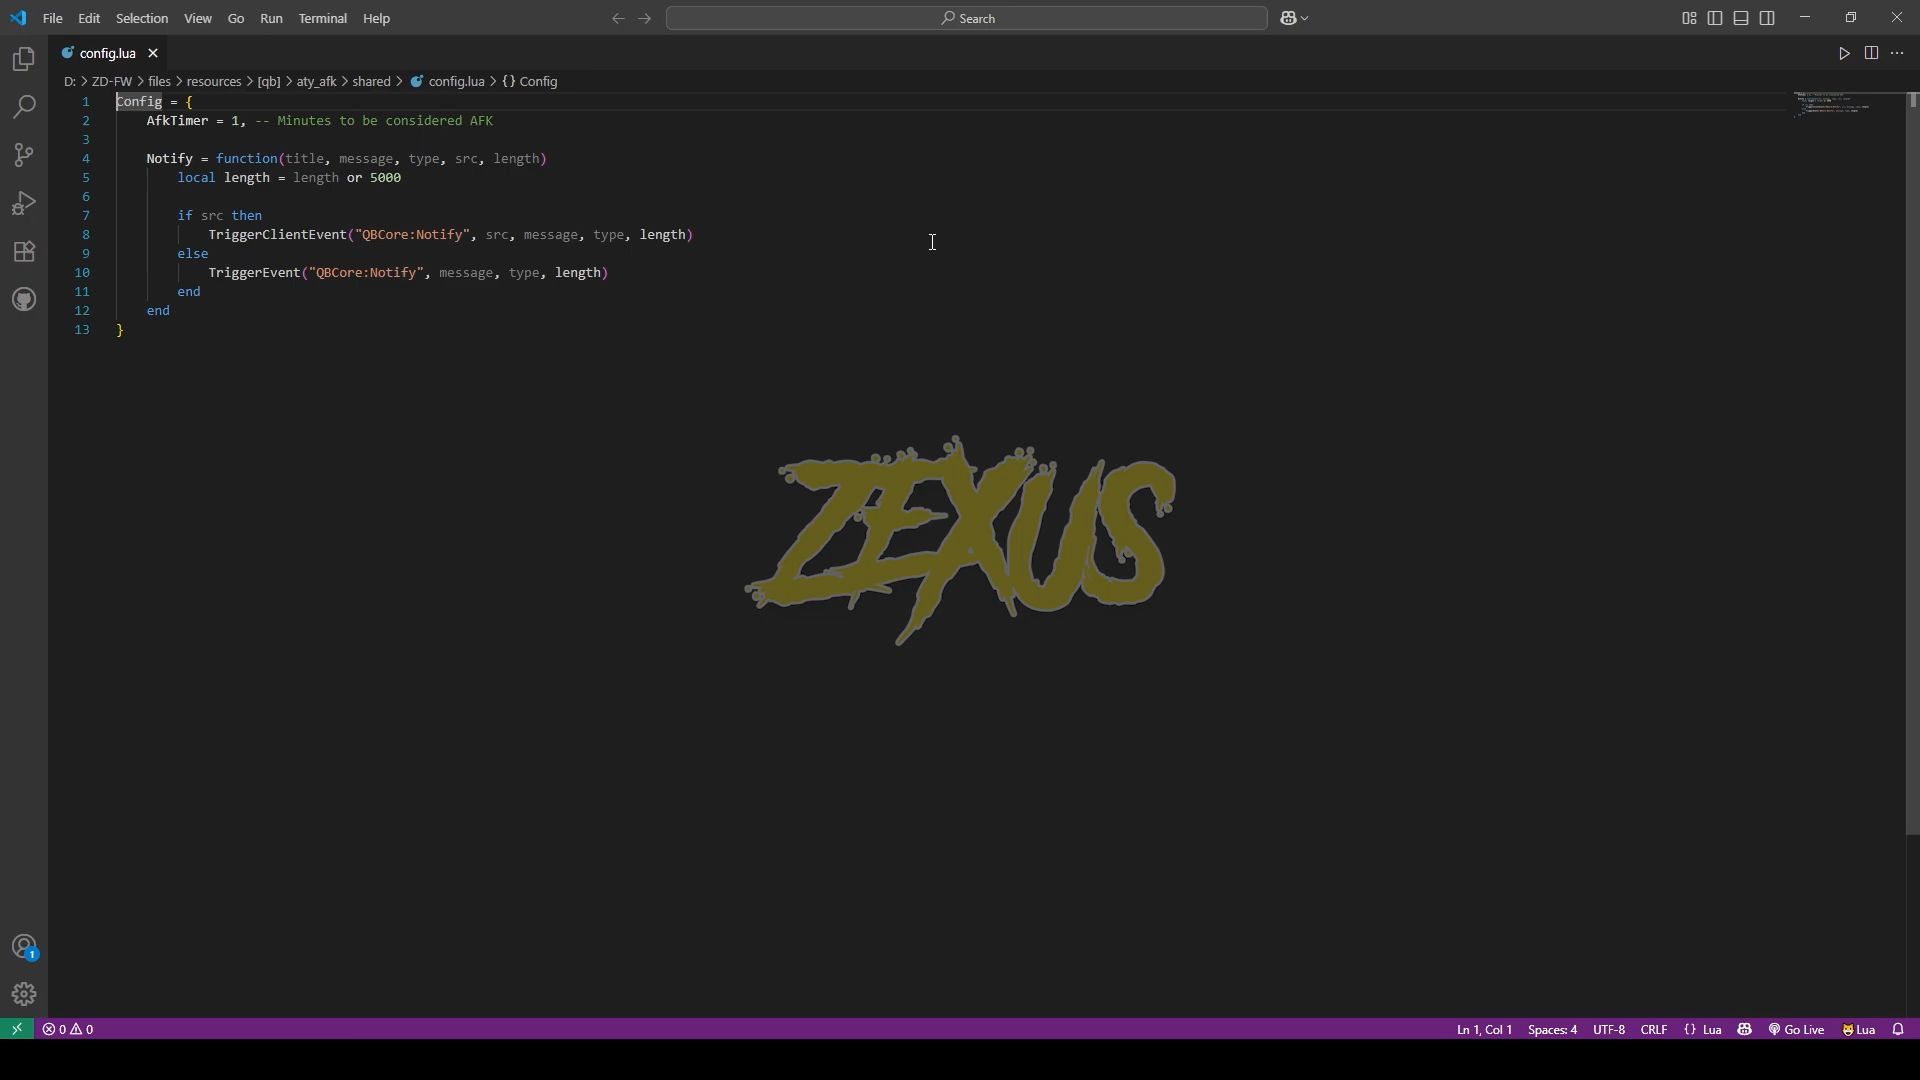 File Edit Selection View Go Run Terminal Help
Search
config.lua
D: > ZD-FW > files > resources > [qb] > aty_afk > shared > config.lua > {} Config
1 Config = {
2 AfkTimer = 1, -- Minutes to be considered AFK
3
4 Notify = function(title, message, type, src, length)
5 local length = length or 5000
6
7 if src then
8 TriggerClientEvent("QBCore:Notify", src, message, type, length)
9 else
10 TriggerEvent("QBCore:Notify", message, type, length)
11 end
12 end
13 }
ZEXUS
1
0 0
Ln 1, Col 1 Spaces: 4 UTF-8 CRLF {} Lua Go Live Lua